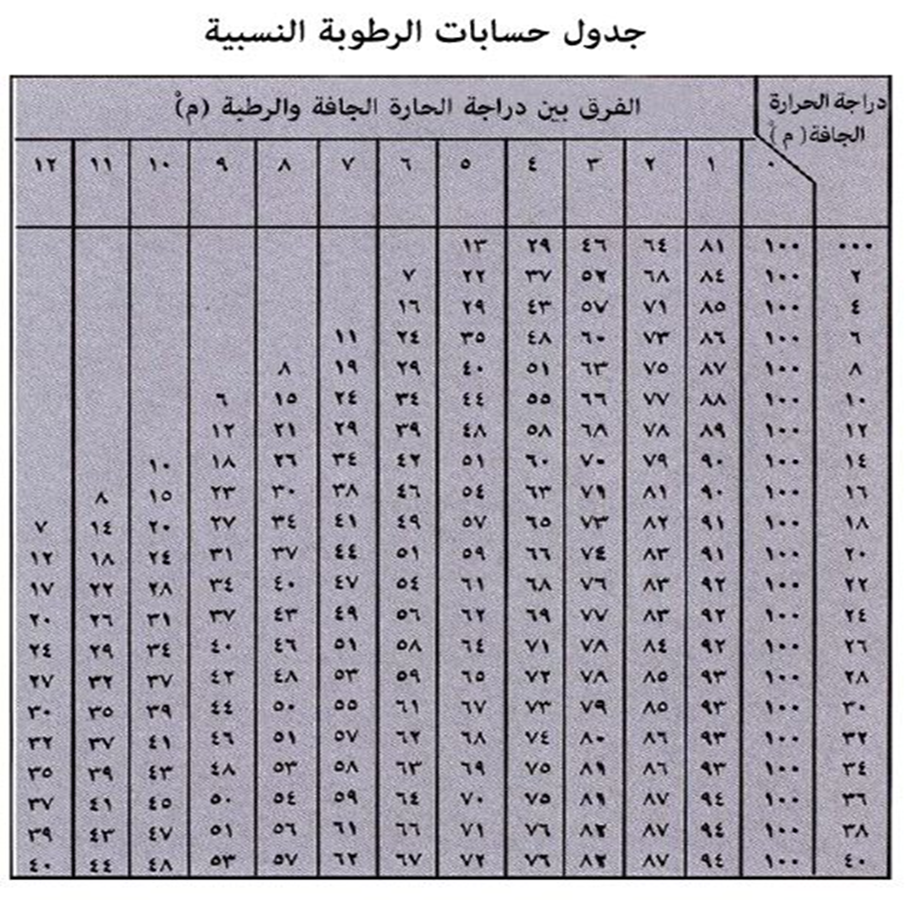 جدول حسابات الرطوبة النسبية
دراجة الحرارة الفرق بين دراجة الحارة الجافة والرطبة (مْ)
الجافة (مْ)
٠ ١ ٢ ٣ ٤ ٥ ٦ ٧ ٨ ٩ ١٠ ١١ ١٢
٠٠٠ ١٠٠ ٨١ ٦٤ ٤٦ ٢٩ ١٣
٢ ١٠٠ ٨٤ ٦٨ ٥٢ ٣٧ ٢٢ ٧
٤ ١٠٠ ٨٥ ٧١ ٥٧ ٤٣ ٢٩ ١٦
٦ ١٠٠ ٨٦ ٧٣ ٦٠ ٤٨ ٣٥ ٢٤ ١١
٨ ١٠٠ ٨٧ ٧٥ ٦٣ ٥١ ٤٠ ٢٩ ١٩ ٨
١٠ ١٠٠ ٨٨ ٧٧ ٦٦ ٥٥ ٤٤ ٣٤ ٢٤ ١٥ ٦
١٢ ١٠٠ ٨٩ ٧٨ ٦٨ ٥٨ ٤٨ ٣٩ ٢٩ ٢١ ١٢
١٤ ١٠٠ ٩٠ ٧٩ ٧٠ ٦٠ ٥١ ٤٢ ٣٤ ٢٦ ١٨ ١٠
١٦ ١٠٠ ٩٠ ٨١ ٧٩ ٦٣ ٥٤ ٤٦ ٣٨ ٣٠ ٢٣ ١٥ ٨
١٨ ١٠٠ ٩١ ٨٢ ٧٣ ٦٥ ٥٧ ٤٩ ٤١ ٣٤ ٢٧ ٢٠ ١٤ ٧
٢٠ ١٠٠ ٩١ ٨٣ ٧٤ ٦٦ ٥٩ ٥١ ٤٤ ٣٧ ٣١ ٢٤ ١٨ ١٢
٢٢ ١٠٠ ٩٢ ٨٣ ٧٦ ٦٨ ٦١ ٥٤ ٤٧ ٤٠ ٣٤ ٢٨ ٢٢ ١٧
٢٤ ١٠٠ ٩٢ ٨٣ ٧٧ ٦٩ ٦٢ ٥٦ ٤٩ ٤٣ ٣٧ ٣١ ٢٦ ٢٠
٢٦ ١٠٠ ٩٢ ٨٤ ٧٨ ٧١ ٦٤ ٥٨ ٥١ ٤٦ ٤٠ ٣٤ ٢٩ ٢٤
٢٨ ١٠٠ ٩٣ ٨٥ ٧٨ ٧٢ ٦٥ ٥٩ ٥٣ ٤٨ ٤٢ ٣٧ ٣٢ ٢٧
٣٠ ١٠٠ ٩٣ ٨٥ ٧٩ ٧٣ ٦٧ ٦١ ٥٥ ٥٠ ٤٤ ٣٩ ٣٥ ٣٠
٣٢ ١٠٠ ٩٣ ٨٦ ٨٠ ٧٤ ٦٨ ٦٢ ٥٧ ٥١ ٤٦ ٤١ ٣٧ ٣٢
٣٤ ١٠٠ ٩٣ ٨٦ ٨٩ ٧٥ ٦٩ ٦٣ ٥٨ ٥٣ ٤٨ ٤٣ ٣٩ ٣٥
٣٦ ١٠٠ ٩٤ ٨٧ ٨٩ ٧٥ ٧٠ ٦٤ ٥٩ ٥٤ ٥٠ ٤٥ ٤١ ٣٧
٣٨ ١٠٠ ٩٤ ٨٧ ٨٢ ٧٦ ٧١ ٦٦ ٦١ ٥٦ ٥١ ٤٧ ٤٣ ٣٩
٤٠ ١٠٠ ٩٤ ٨٧ ٨٢ ٧٦ ٧٢ ٦٧ ٦٢ ٥٧ ٥٣ ٤٨ ٤٤ ٤٠